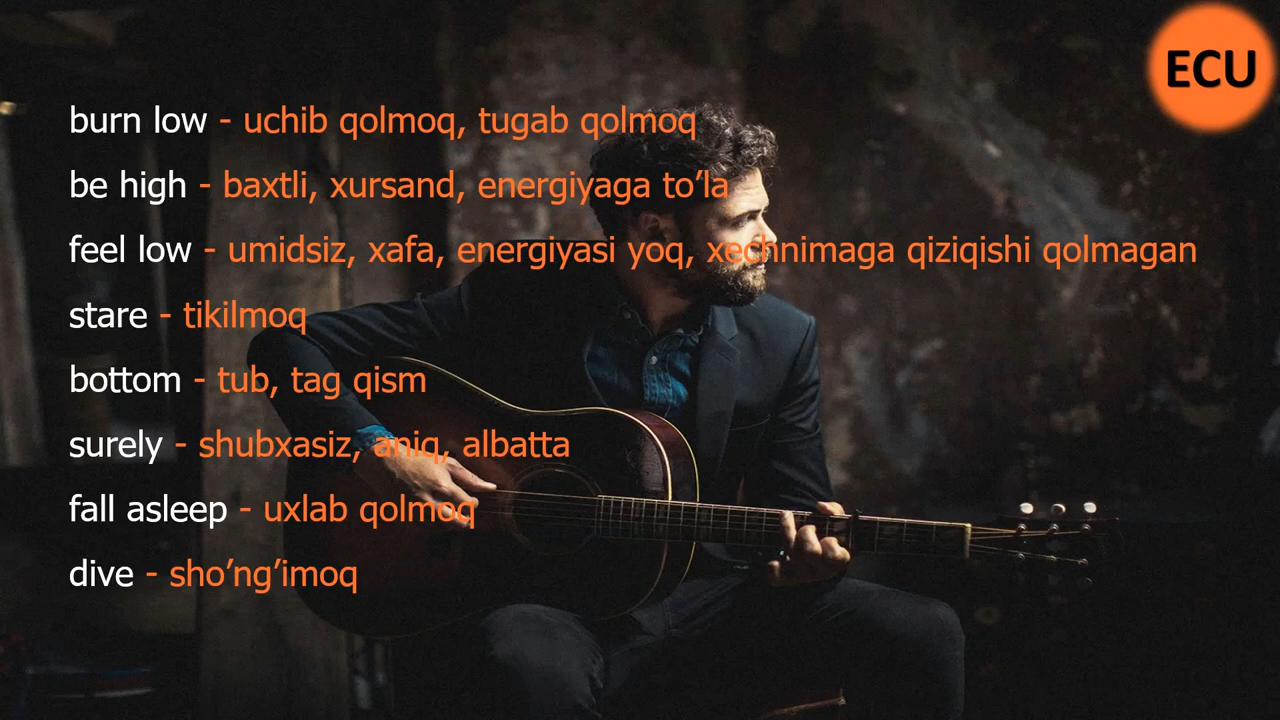 ECU
burn low - uchib qolmoq, tugab qolmoq
be high - baxtli, xursand, energiyaga to’la
feel low - umidsiz, xafa, energiyasi yoq, xechnimaga qiziqishi qolmagan
stare - tikilmoq
bottom - tub, tag qism
surely - shubxasiz, aniq, albatta
fall asleep - uxlab qolmoq
dive - sho’ng’imoq